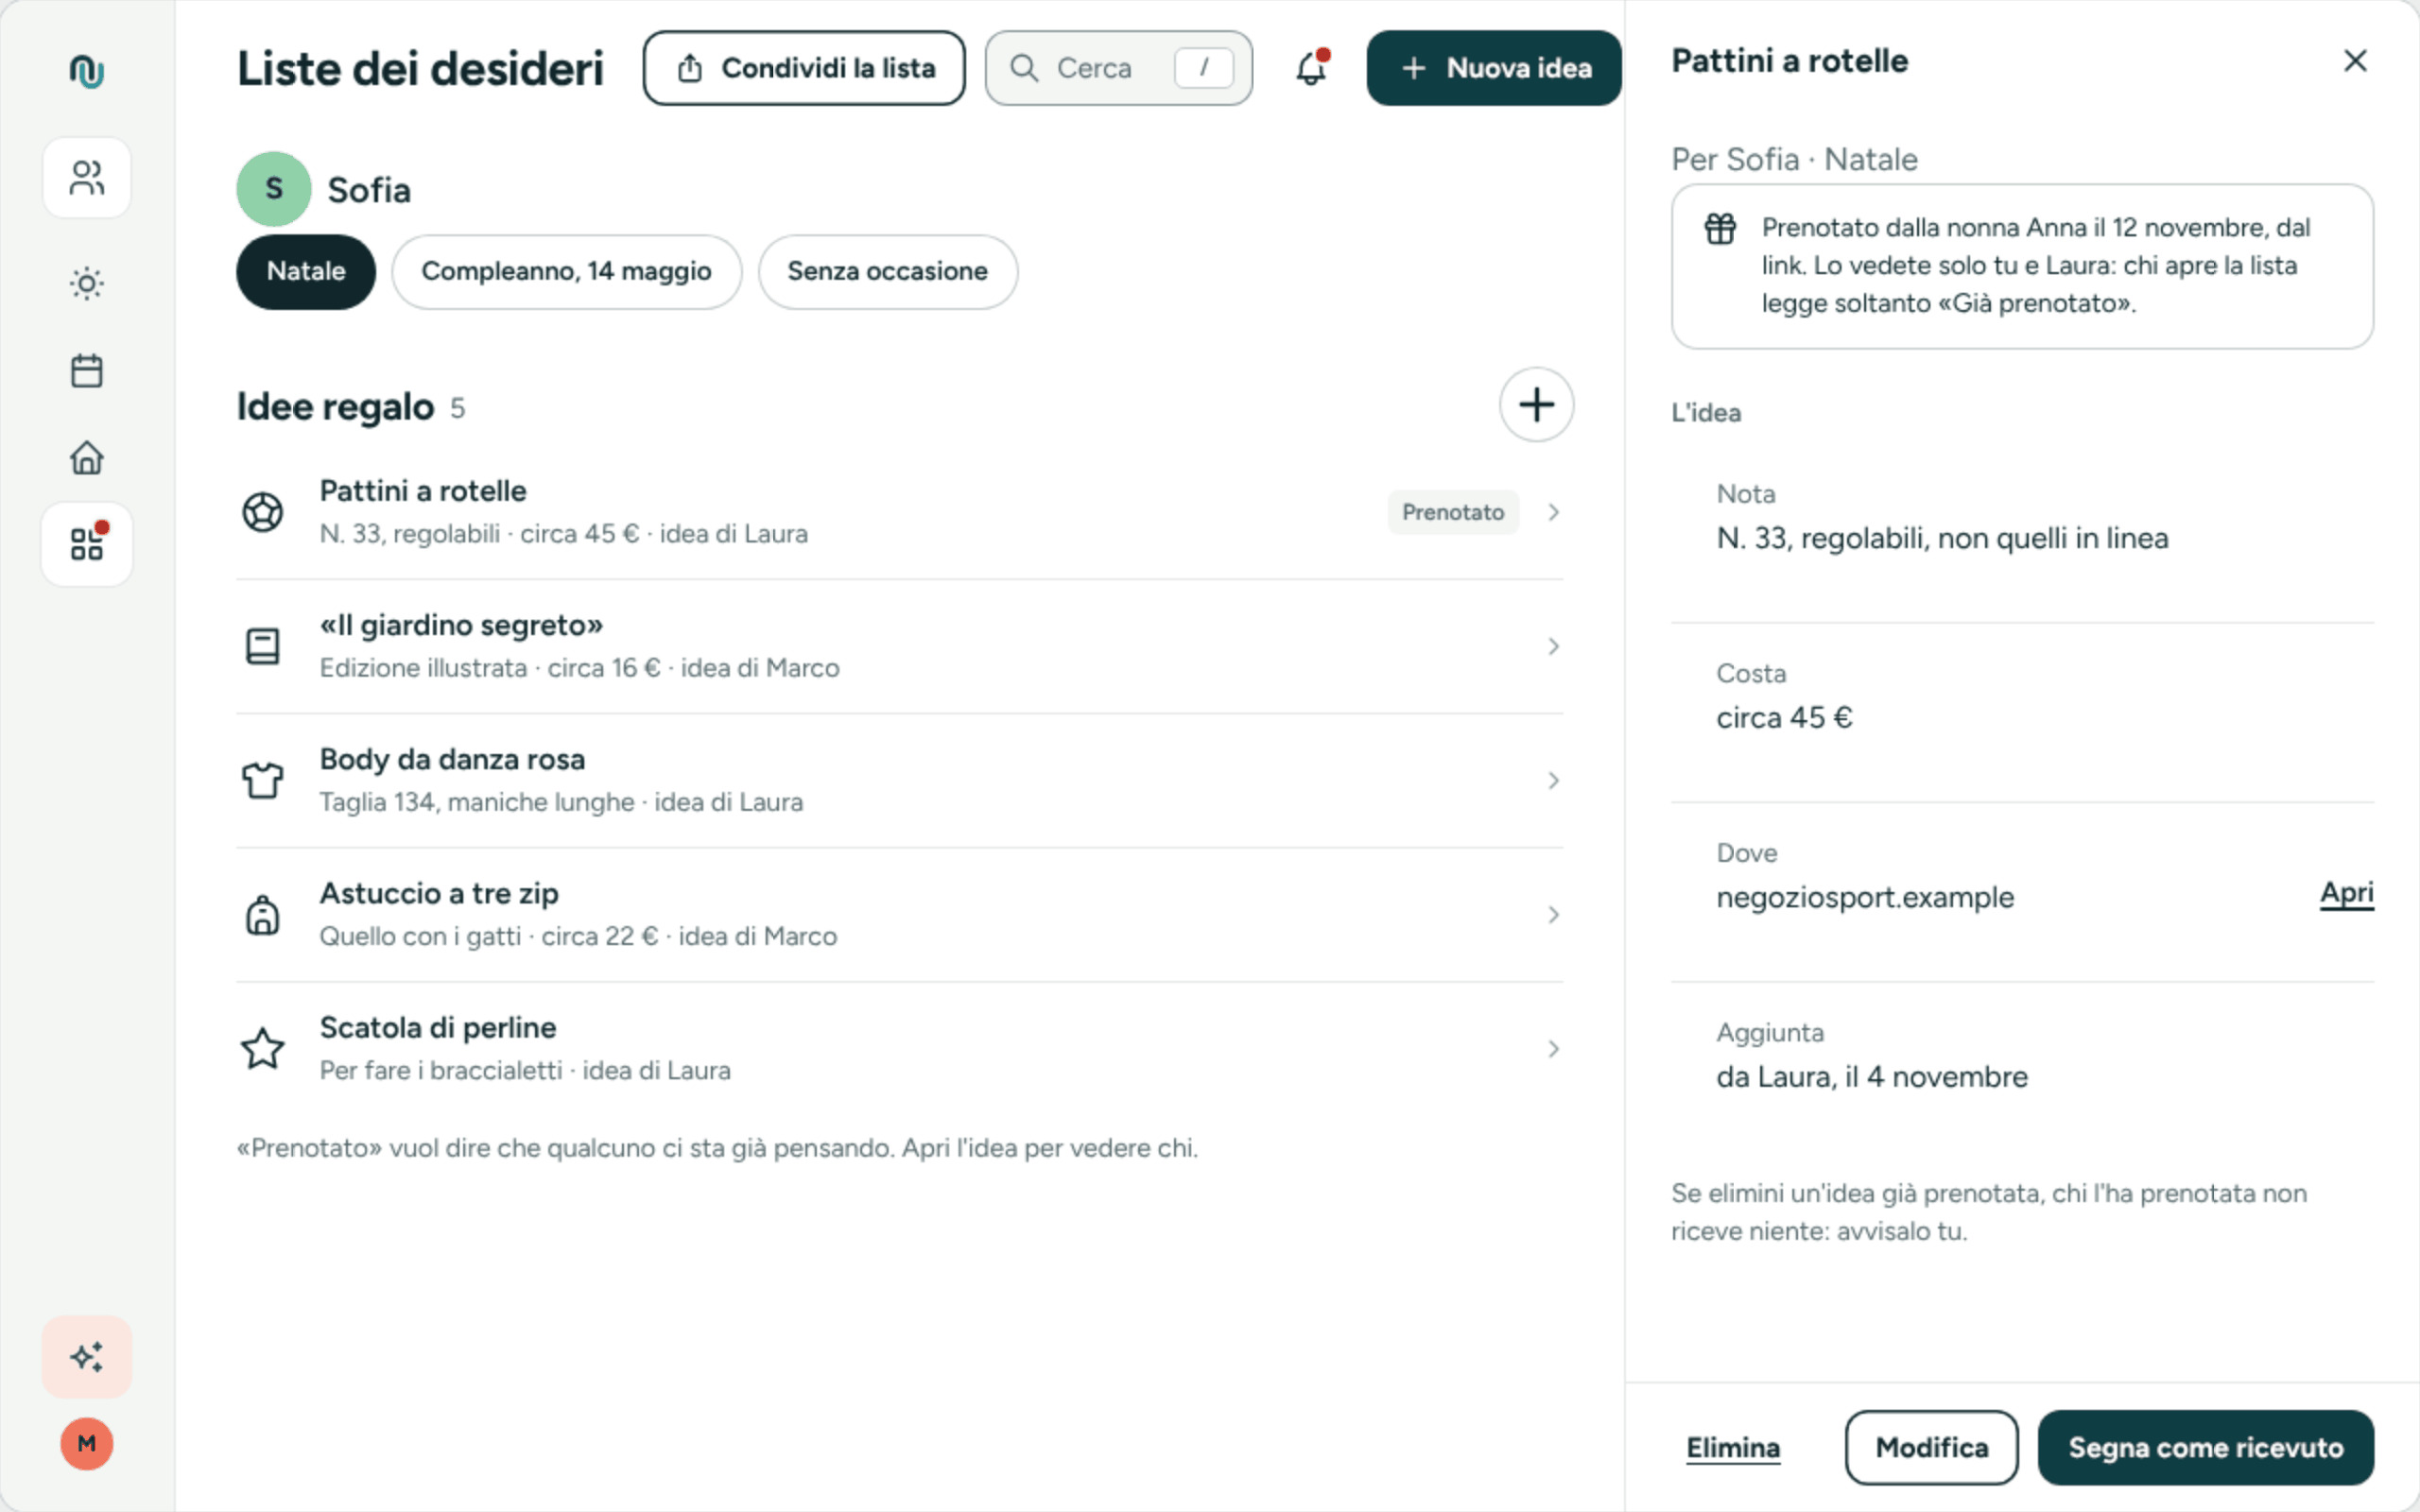 Liste dei desideri
Condividi la lista
Cerca /
Nuova idea
S Sofia
Natale
Compleanno, 14 maggio
Senza occasione
Idee regalo 5
Pattini a rotelle
N. 33, regolabili · circa 45 € · idea di Laura
Prenotato
«Il giardino segreto»
Edizione illustrata · circa 16 € · idea di Marco
Body da danza rosa
Taglia 134, maniche lunghe · idea di Laura
Astuccio a tre zip
Quello con i gatti · circa 22 € · idea di Marco
Scatola di perline
Per fare i braccialetti · idea di Laura
«Prenotato» vuol dire che qualcuno ci sta già pensando. Apri l'idea per vedere chi.
M
Pattini a rotelle
Per Sofia · Natale
Prenotato dalla nonna Anna il 12 novembre, dal
link. Lo vedete solo tu e Laura: chi apre la lista
legge soltanto «Già prenotato».
L'idea
Nota
N. 33, regolabili, non quelli in linea
Costa
circa 45 €
Dove
negoziosport.example
Apri
Aggiunta
da Laura, il 4 novembre
Se elimini un'idea già prenotata, chi l'ha prenotata non
riceve niente: avvisalo tu.
Elimina
Modifica
Segna come ricevuto